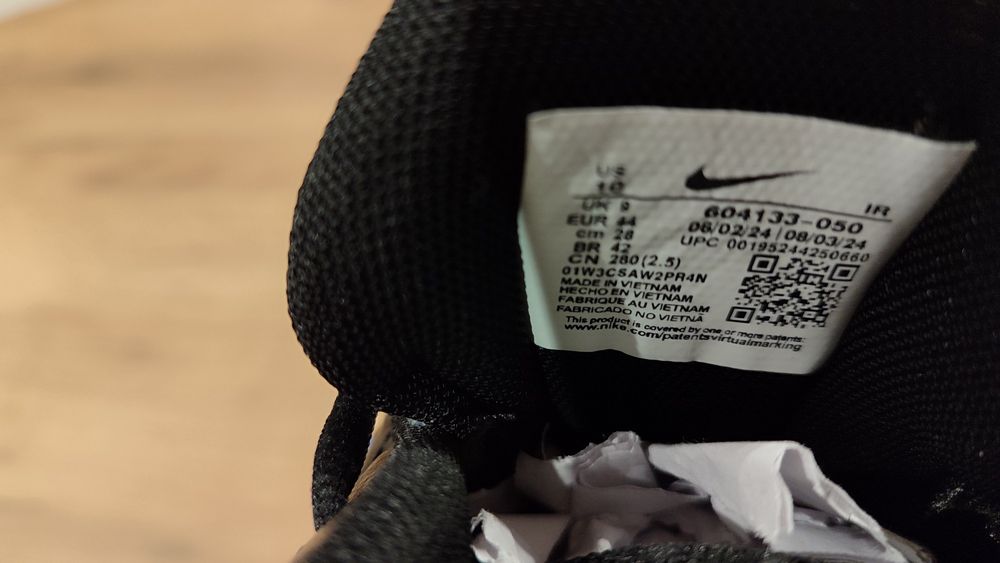 US
10
UK 9
EUR 44
cm 28
BR 42
CN 280(2.5)
IR
604133-050
06/02/24 | 08/03/24
UPC 00195244250660
01W3CSAW2PR4N
MADE IN VIETNAM
HECHO EN VIETNAM
FABRIQUE AU VIETNAM
FABRICADO NO VIETNÃ
This product is covered by one or more patents:
www.nike.com/patentsvirtualmarking